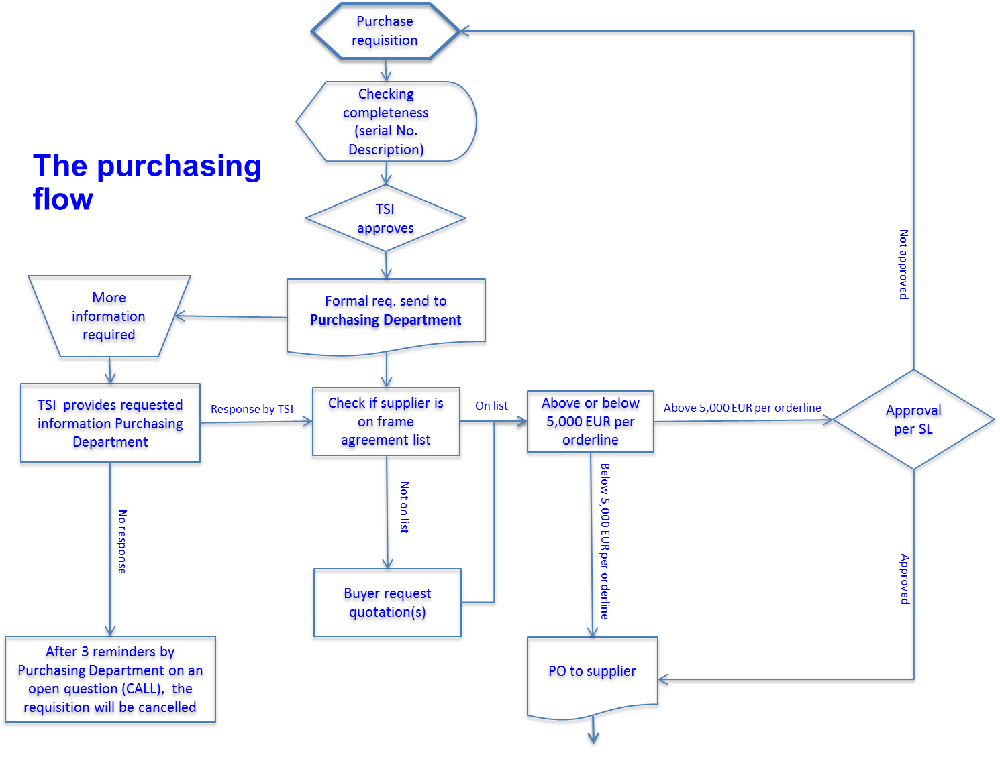 Purchase
requisition
Checking
completeness
(serial No.
Description)
The purchasing
flow
TSI
approves
Not approved
More
information
required
Formal req. send to
Purchasing Department
TSI provides requested
information Purchasing
Department
Response by TSI
Check if supplier is
on frame
agreement list
On list
Above or below
5,000 EUR per
orderline
Above 5,000 EUR per orderline
Approval
per SL
No response
Not on list
Below 5,000 EUR per orderline
Approved
Buyer request
quotation(s)
After 3 reminders by
Purchasing Department on an
open question (CALL), the
requisition will be cancelled
PO to supplier